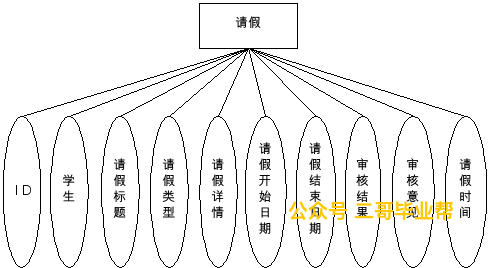 请假
ID
学生
请假标题
请假类型
请假详情
请假开始日期
请假结束日期
审核结果
审核意见
请假时间
公众号 二哥毕业帮